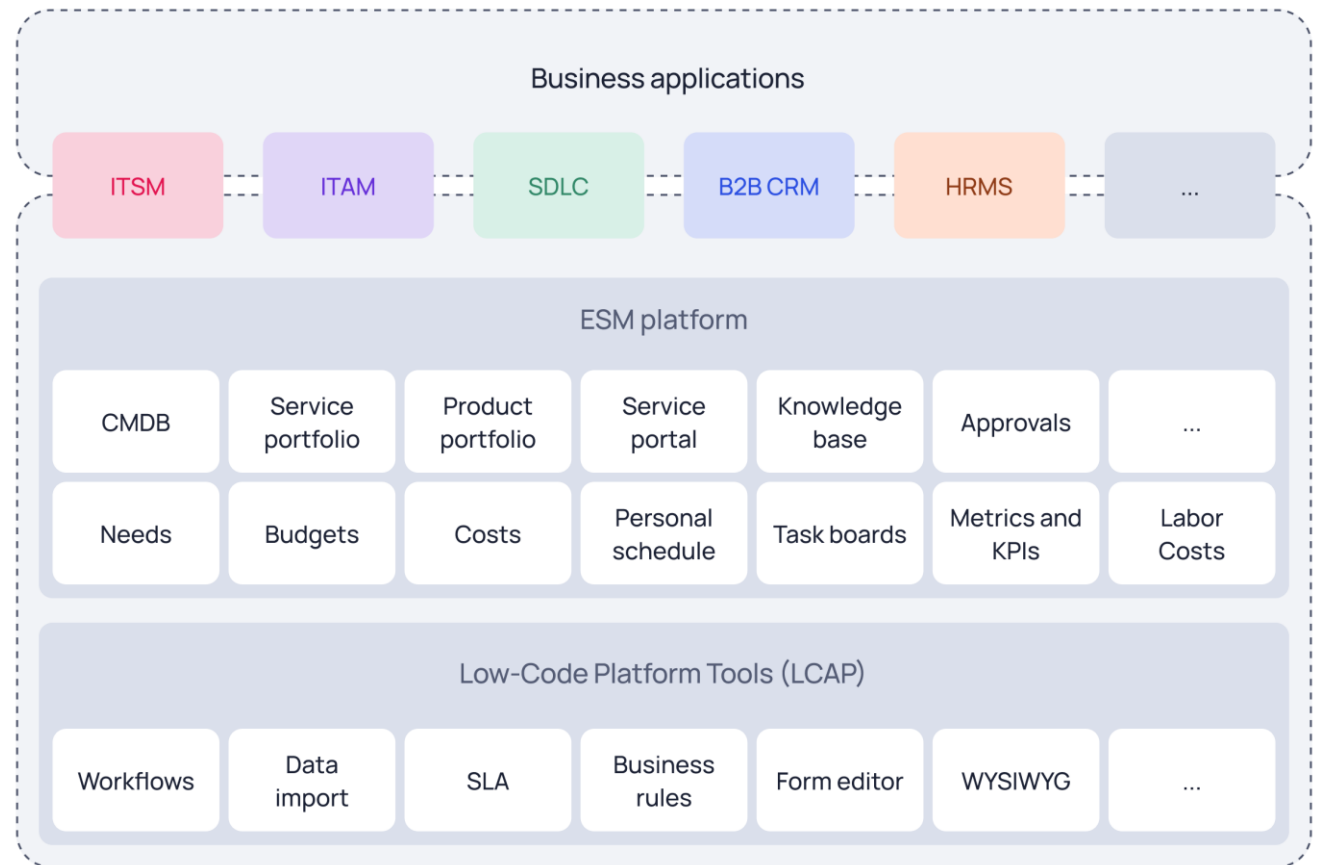 Business applications
ITSM
ITAM
SDLC
B2B CRM
HRMS
...
ESM platform
CMDB
Service
portfolio
Product
portfolio
Service
portal
Knowledge
base
Approvals
...
Needs
Budgets
Costs
Personal
schedule
Task boards
Metrics and
KPIs
Labor
Costs
Low-Code Platform Tools (LCAP)
Workflows
Data
import
SLA
Business
rules
Form editor
WYSIWYG
...